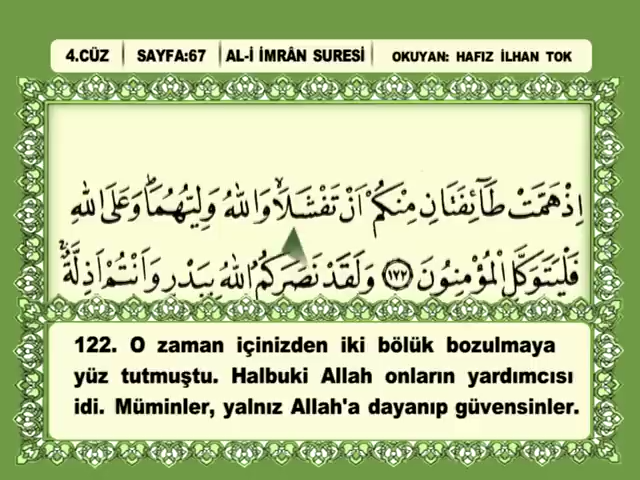 4.CÜZ SAYFA:67 AL-İ İMRÂN SURESİ OKUYAN: HAFIZ İLHAN TOK
اِذْ هَمَّتْ طَٓائِفَتَانِ مِنْكُمْ اَنْ تَفْشَلَاۙ وَاللّٰهُ وَلِيُّهُمَاۜ وَعَلَى اللّٰهِ
فَلْيَتَوَكَّلِ الْمُؤْمِنُونَ ﴿١٢٢﴾ وَلَقَدْ نَصَرَكُمُ اللّٰهُ بِبَدْرٍ وَاَنْتُمْ اَذِلَّةٌۚ
122. O zaman içinizden iki bölük bozulmaya
yüz tutmuştu. Halbuki Allah onların yardımcısı
idi. Müminler, yalnız Allah'a dayanıp güvensinler.